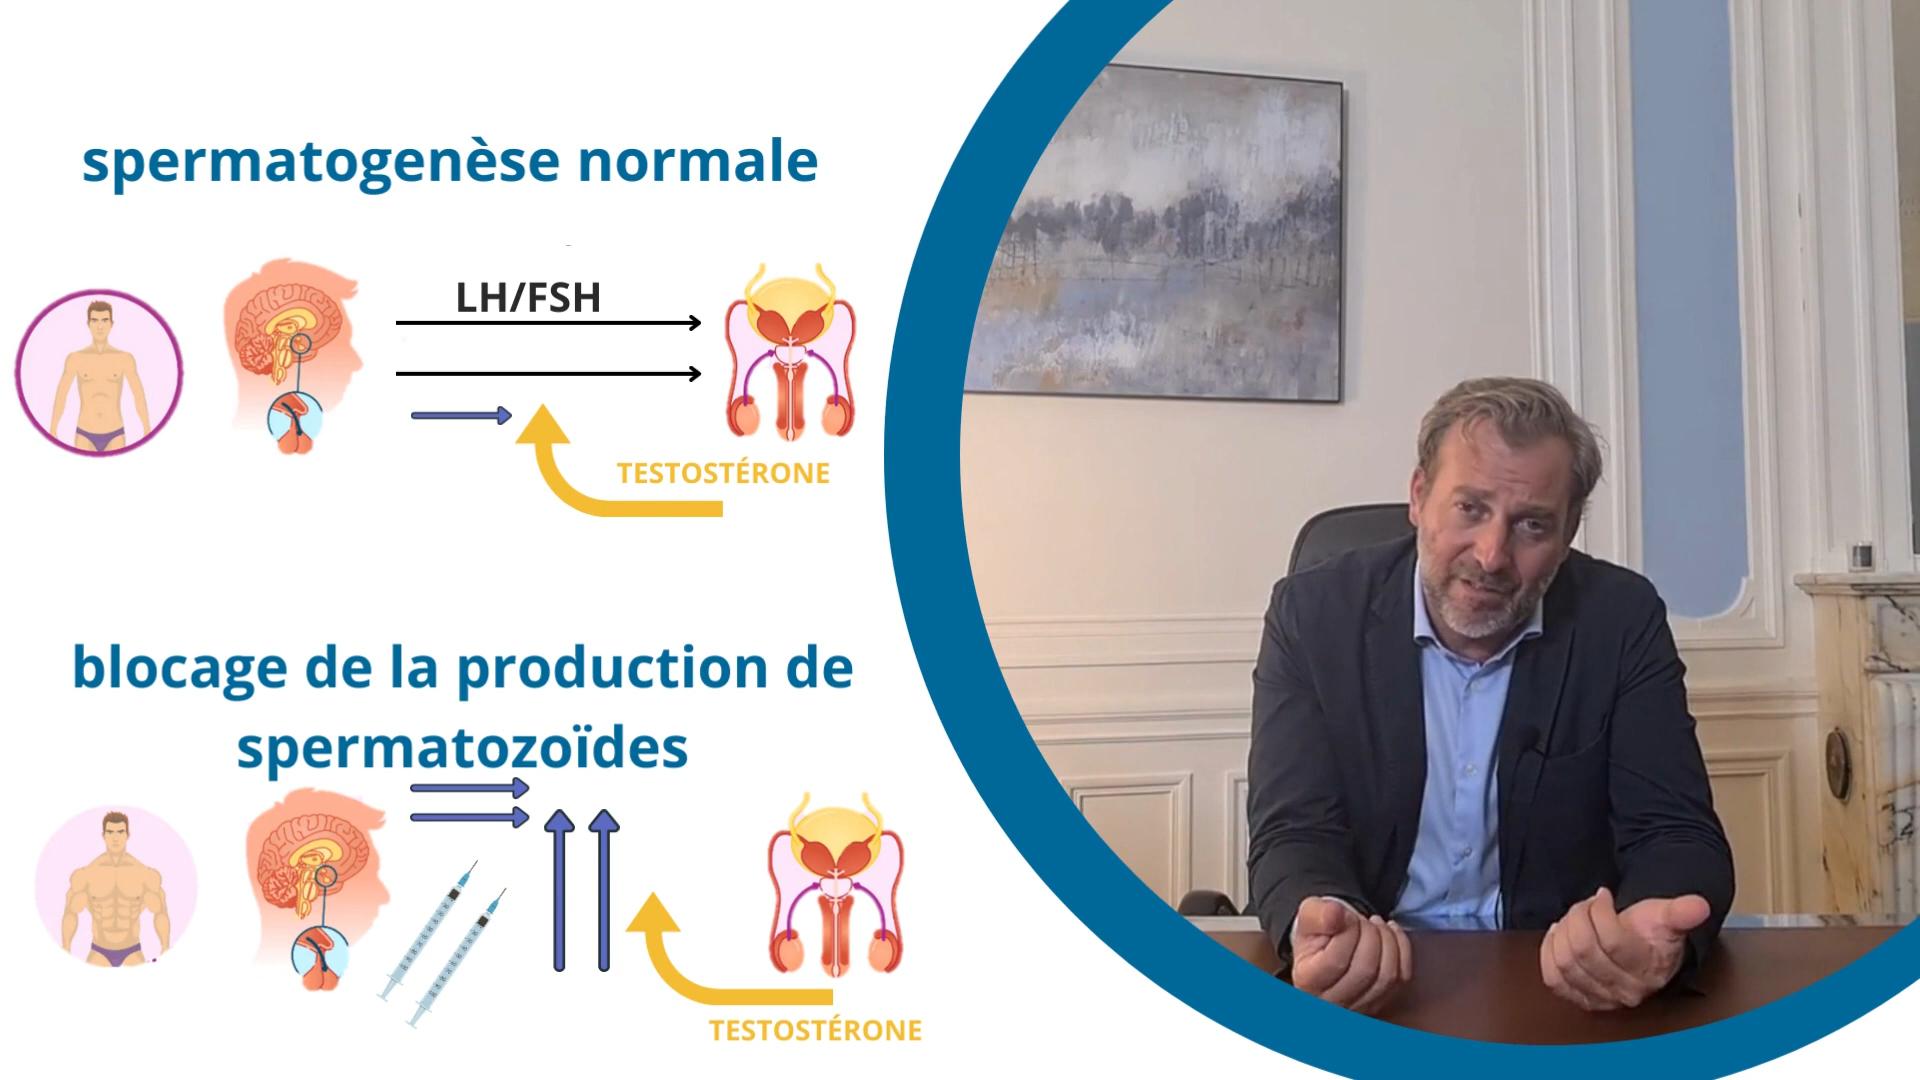 spermatogenèse normale
LH/FSH
TESTOSTÉRONE
blocage de la production de
spermatozoïdes
TESTOSTÉRONE